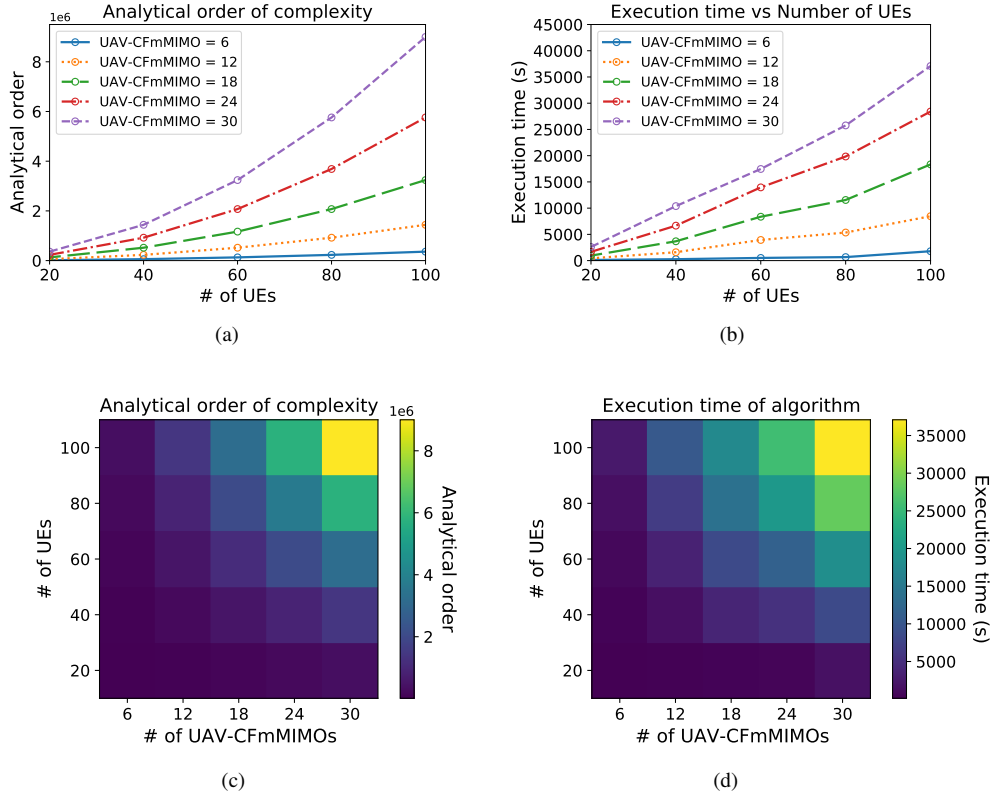 Analytical order of complexity
1e6
Analytical order
8
6
4
2
0
UAV-CFmMIMO = 6
UAV-CFmMIMO = 12
UAV-CFmMIMO = 18
UAV-CFmMIMO = 24
UAV-CFmMIMO = 30
20 40 60 80 100
# of UEs
(a)
Execution time vs Number of UEs
Execution time (s)
45000
40000
35000
30000
25000
20000
15000
10000
5000
0
UAV-CFmMIMO = 6
UAV-CFmMIMO = 12
UAV-CFmMIMO = 18
UAV-CFmMIMO = 24
UAV-CFmMIMO = 30
20 40 60 80 100
# of UEs
(b)
Analytical order of complexity
1e6
# of UEs
100
80
60
40
20
6 12 18 24 30
# of UAV-CFmMIMOs
8
6
4
2
Analytical order
(c)
Execution time of algorithm
# of UEs
100
80
60
40
20
6 12 18 24 30
# of UAV-CFmMIMOs
35000
30000
25000
20000
15000
10000
5000
Execution time (s)
(d)